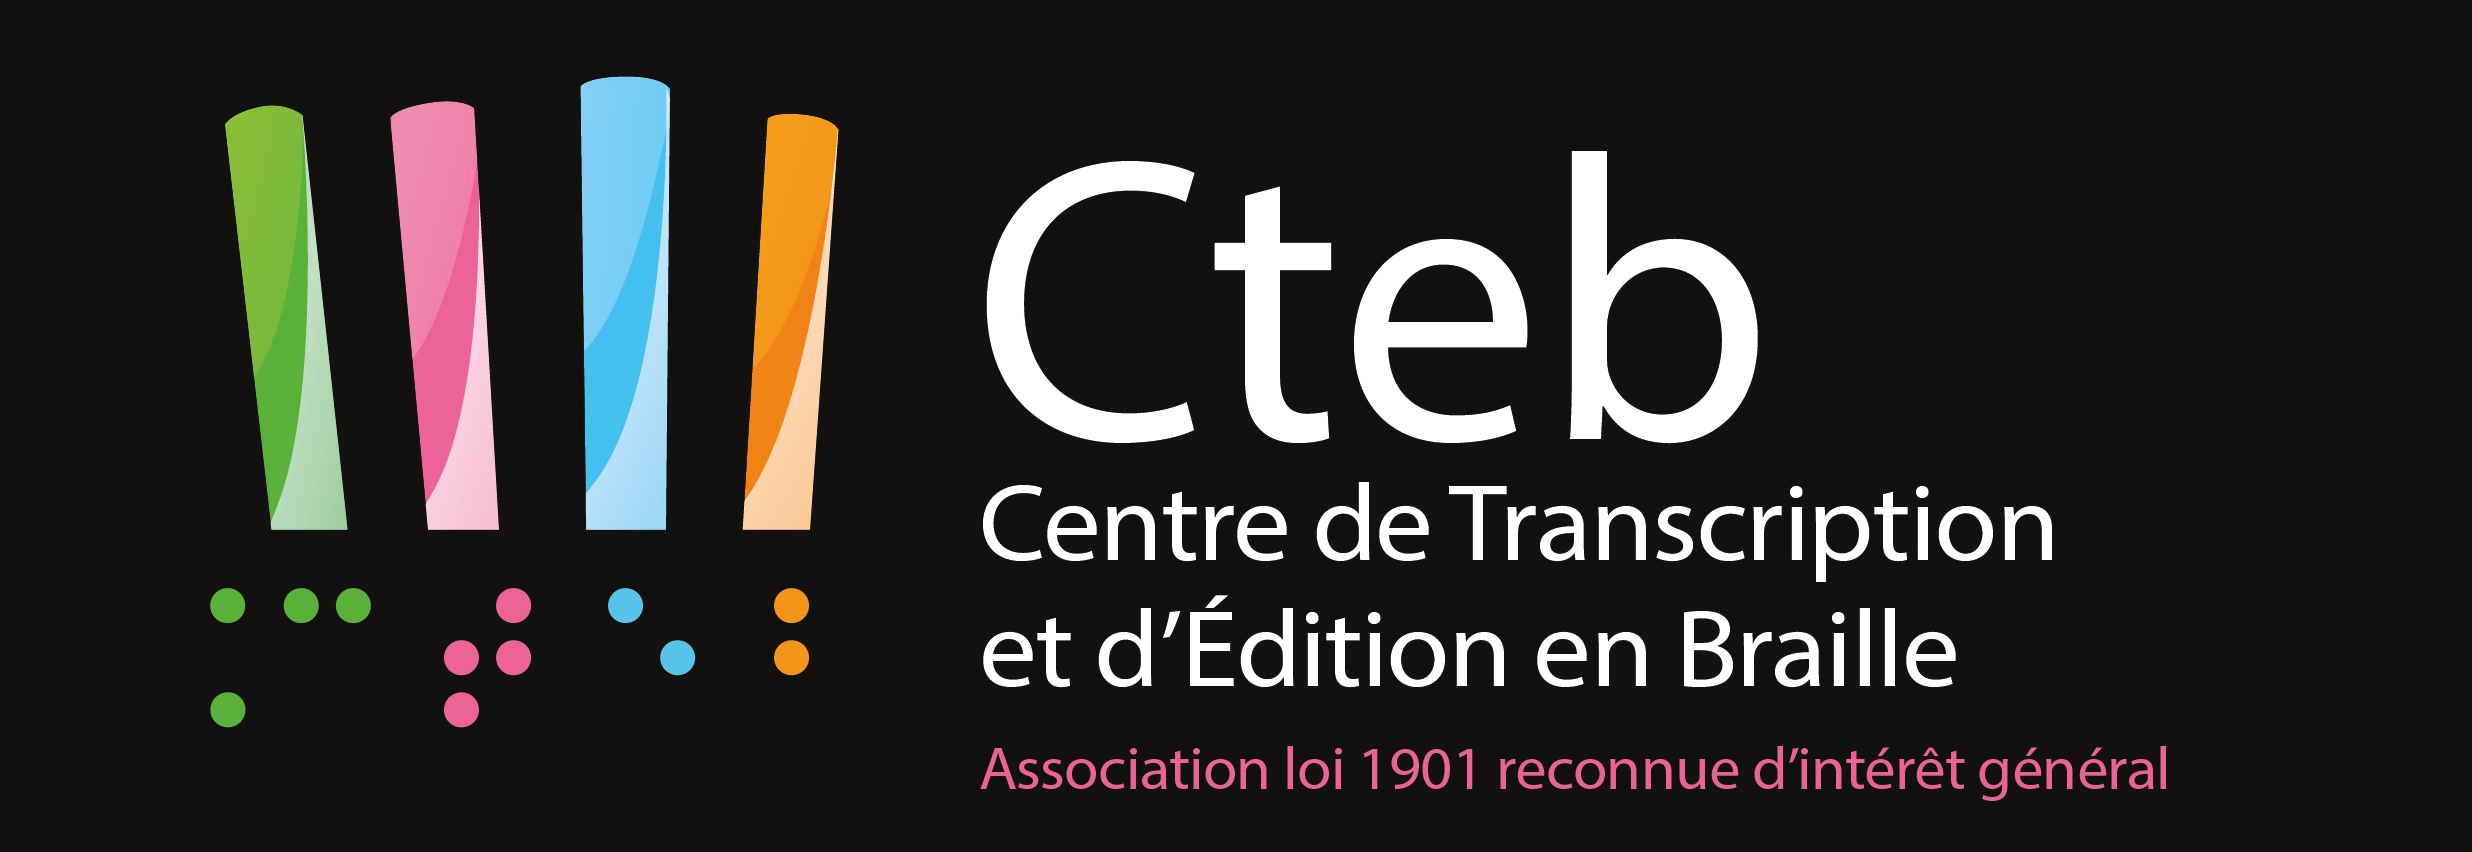 ⠨⠉⠞⠑⠃
Cteb
Centre de Transcription
et d’Édition en Braille
Association loi 1901 reconnue d’intérêt général